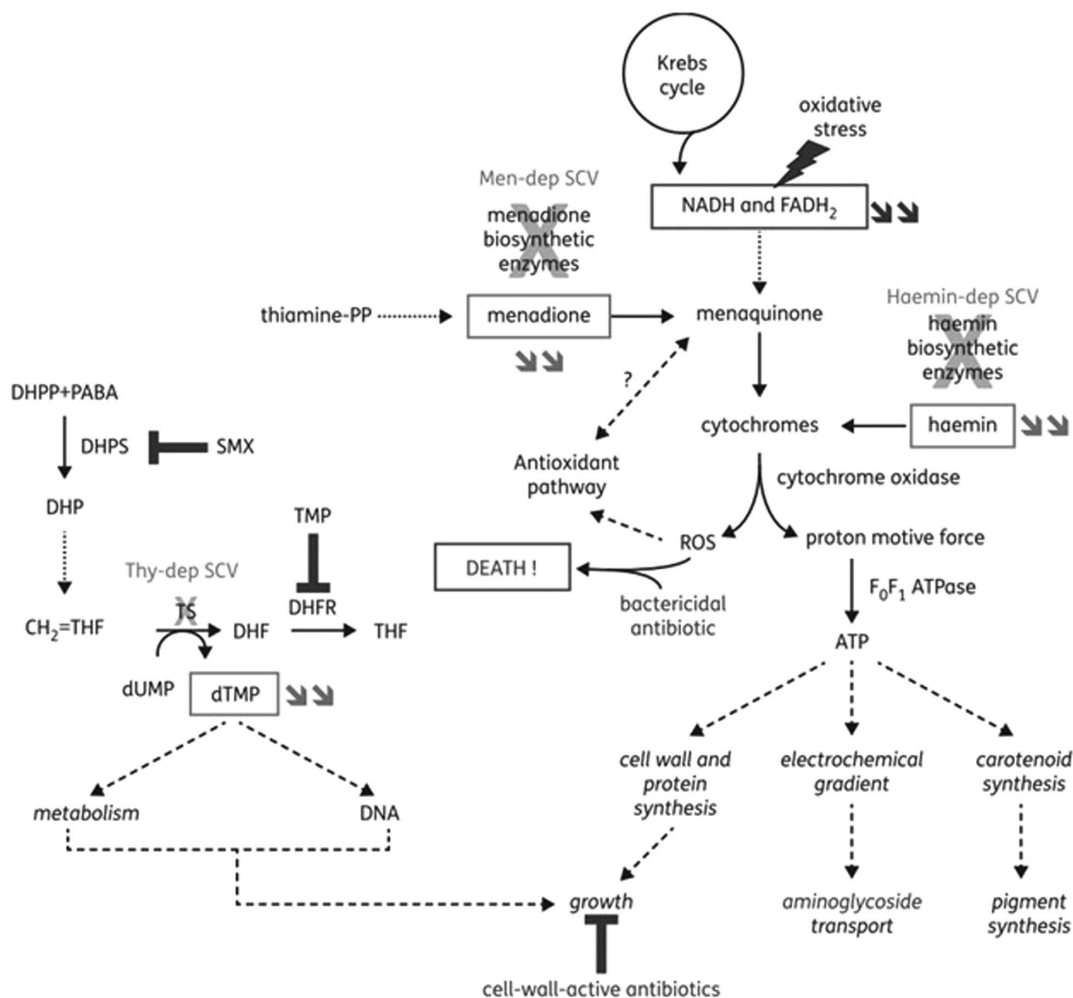 Krebs
cycle
oxidative
stress
Men-dep SCV
menadione
biosynthetic
enzymes
NADH and FADH₂
Haemin-dep SCV
haemin
biosynthetic
enzymes
thiamine-PP
menadione
menaquinone
?
DHPP+PABA
DHPS
SMX
cytochromes
haemin
Antioxidant
pathway
cytochrome oxidase
DHP
TMP
ROS
proton motive force
DEATH !
Thy-dep SCV
TS
DHFR
bactericidal
antibiotic
F₀F₁ ATPase
CH₂=THF
DHF
THF
ATP
dUMP
dTMP
cell wall and
protein
synthesis
electrochemical
gradient
carotenoid
synthesis
metabolism
DNA
growth
aminoglycoside
transport
pigment
synthesis
cell-wall-active antibiotics